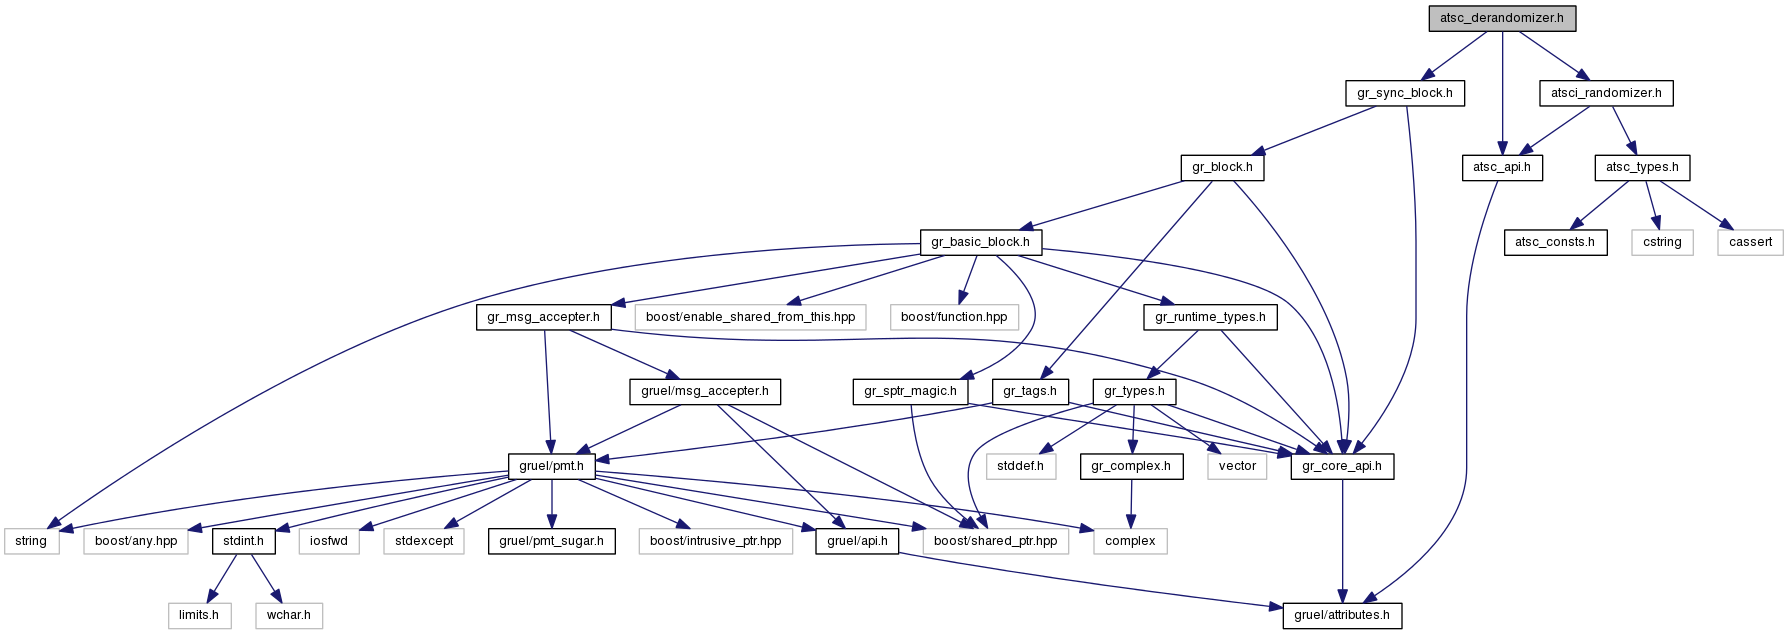 atsc_derandomizer.h
gr_sync_block.h
atsci_randomizer.h
gr_block.h
atsc_api.h
atsc_types.h
gr_basic_block.h
atsc_consts.h
cstring
cassert
gr_msg_accepter.h
boost/enable_shared_from_this.hpp
boost/function.hpp
gr_runtime_types.h
gruel/msg_accepter.h
gr_sptr_magic.h
gr_tags.h
gr_types.h
gruel/pmt.h
stddef.h
gr_complex.h
vector
gr_core_api.h
string
boost/any.hpp
stdint.h
iosfwd
stdexcept
gruel/pmt_sugar.h
boost/intrusive_ptr.hpp
gruel/api.h
boost/shared_ptr.hpp
complex
limits.h
wchar.h
gruel/attributes.h